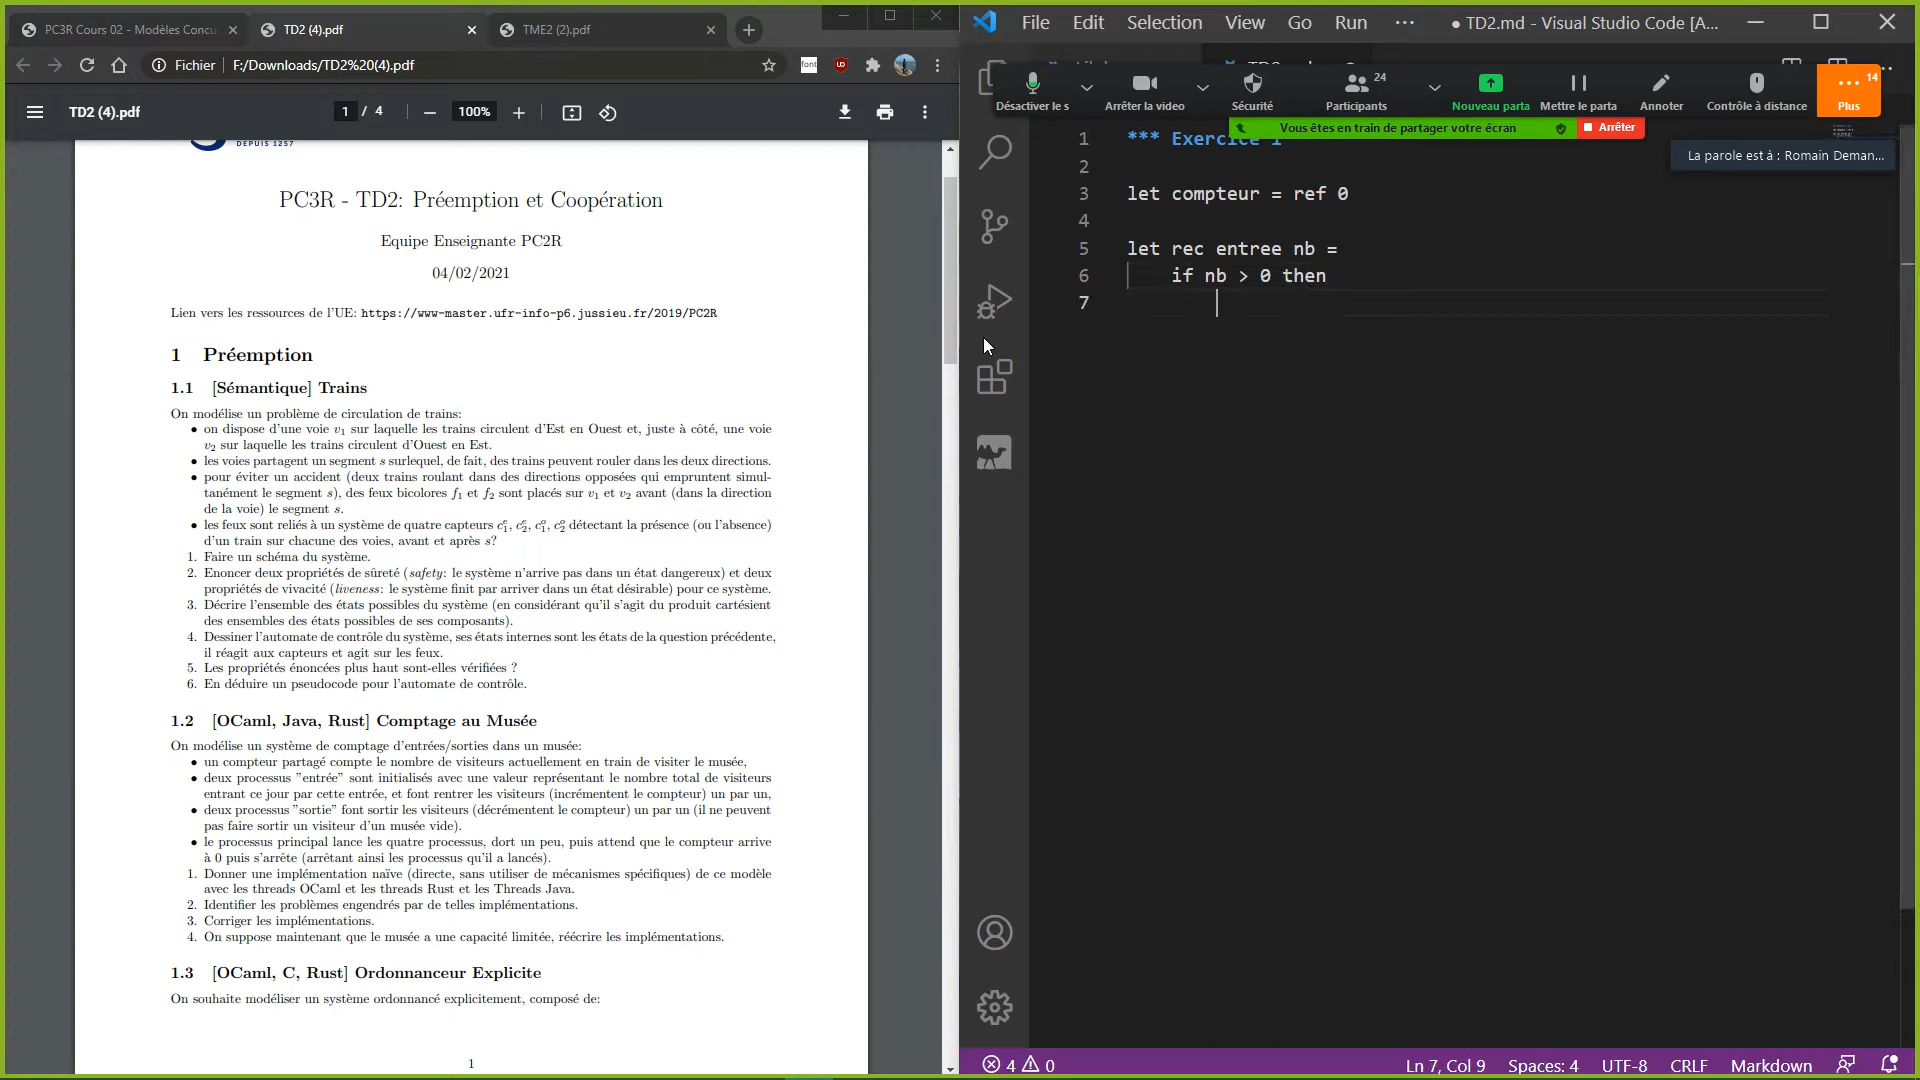 PC3R Cours 02 - Modèles Concu
TD2 (4).pdf
TME2 (2).pdf
Fichier
F:/Downloads/TD2%20(4).pdf
TD2 (4).pdf
1 / 4
100%
DEPUIS 1257
PC3R - TD2: Préemption et Coopération
Equipe Enseignante PC2R
04/02/2021
Lien vers les ressources de l'UE: https://www-master.ufr-info-p6.jussieu.fr/2019/PC2R
1 Préemption
1.1 [Sémantique] Trains
On modélise un problème de circulation de trains:
• on dispose d'une voie v1 sur laquelle les trains circulent d'Est en Ouest et, juste à côté, une voie
v2 sur laquelle les trains circulent d'Ouest en Est.
• les voies partagent un segment s surlequel, de fait, des trains peuvent rouler dans les deux directions.
• pour éviter un accident (deux trains roulant dans des directions opposées qui empruntent simul-
tanément le segment s), des feux bicolores f1 et f2 sont placés sur v1 et v2 avant (dans la direction
de la voie) le segment s.
• les feux sont reliés à un système de quatre capteurs c1^e, c2^e, c1^o, c2^o détectant la présence (ou l'absence)
d'un train sur chacune des voies, avant et après s?
1. Faire un schéma du système.
2. Enoncer deux propriétés de sûreté (safety: le système n'arrive pas dans un état dangereux) et deux
propriétés de vivacité (liveness: le système finit par arriver dans un état désirable) pour ce système.
3. Décrire l'ensemble des états possibles du système (en considérant qu'il s'agit du produit cartésien
des ensembles des états possibles de ses composants).
4. Dessiner l'automate de contrôle du système, ses états internes sont les états de la question précédente,
il réagit aux capteurs et agit sur les feux.
5. Les propriétés énoncées plus haut sont-elles vérifiées ?
6. En déduire un pseudocode pour l'automate de contrôle.
1.2 [OCaml, Java, Rust] Comptage au Musée
On modélise un système de comptage d'entrées/sorties dans un musée:
• un compteur partagé compte le nombre de visiteurs actuellement en train de visiter le musée,
• deux processus "entrée" sont initialisés avec une valeur représentant le nombre total de visiteurs
entrant ce jour par cette entrée, et font rentrer les visiteurs (incrémentent le compteur) un par un,
• deux processus "sortie" font sortir les visiteurs (décrémentent le compteur) un par un (il ne peuvent
pas faire sortir un visiteur d'un musée vide).
• le processus principal lance les quatre processus, dort un peu, puis attend que le compteur arrive
à 0 puis s'arrête (arrêtant ainsi les processus qu'il a lancés).
1. Donner une implémentation naïve (directe, sans utiliser de mécanismes spécifiques) de ce modèle
avec les threads OCaml et les threads Rust et les Threads Java.
2. Identifier les problèmes engendrés par de telles implémentations.
3. Corriger les implémentations.
4. On suppose maintenant que le musée a une capacité limitée, réécrire les implémentations.
1.3 [OCaml, C, Rust] Ordonnanceur Explicite
On souhaite modéliser un système ordonnancé explicitement, composé de:
1
File Edit Selection View Go Run ···
● TD2.md - Visual Studio Code [A...
Désactiver le s
Arrêter la video
Sécurité
Participants
24
Nouveau parta
Mettre le parta
Annoter
Contrôle à distance
14
Plus
Vous êtes en train de partager votre écran
Arrêter
La parole est à : Romain Deman...
1 *** Exercice 1
2
3 let compteur = ref 0
4
5 let rec entree nb =
6 if nb > 0 then
7
4 0
Ln 7, Col 9
Spaces: 4
UTF-8
CRLF
Markdown